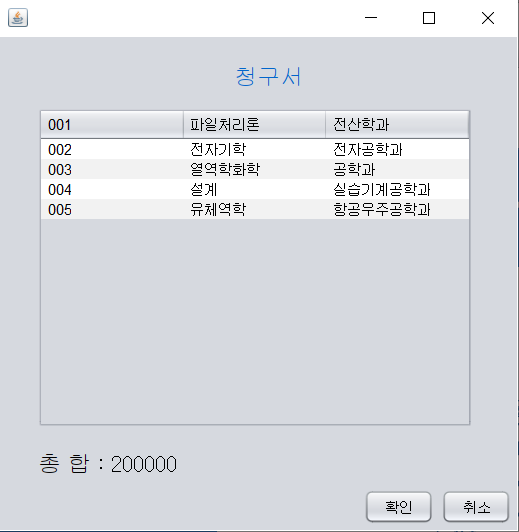 청구서
001 파일처리론 전산학과
002 전자기학 전자공학과
003 열역학화학 공학과
004 설계 실습기계공학과
005 유체역학 항공우주공학과
총 합 : 200000
확인 취소